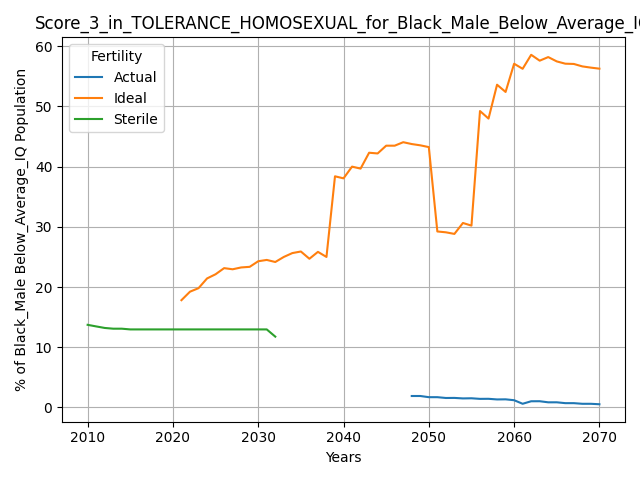 Score_3_in_TOLERANCE_HOMOSEXUAL_for_Black_Male_Below_Average_IQ
Fertility
Actual
Ideal
Sterile
% of Black_Male Below_Average_IQ Population
60
50
40
30
20
10
0
2010 2020 2030 2040 2050 2060 2070
Years